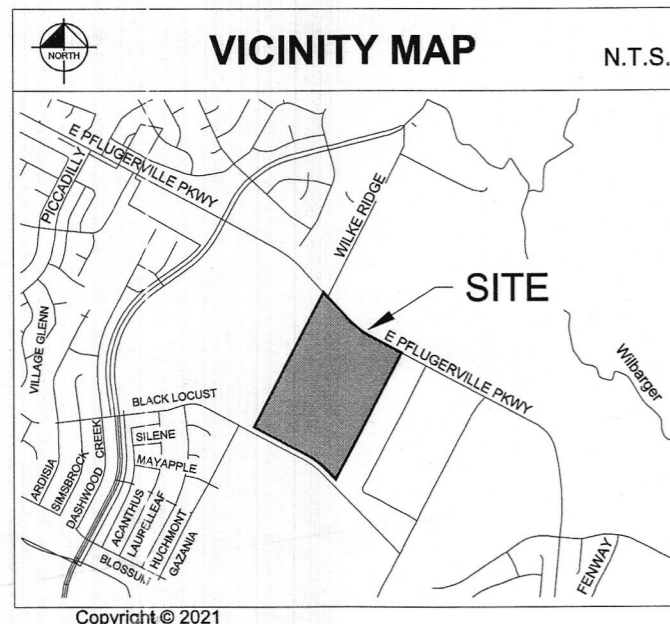 NORTH
VICINITY MAP
N.T.S.
E PFLUGERVILLE PKWY
PICCADILLY
WILKE RIDGE
SITE
E PFLUGERVILLE PKWY
VILLAGE GLENN
Wilbarger
BLACK LOCUST
SILENE
MAYAPPLE
ARDISIA
SIMSBROCK
DASHWOOD CREEK
ACANTHUS
LAURELLEAF
HUCHMONT
GAZANIA
BLOSSUM
FENWAY
Copyright © 2021